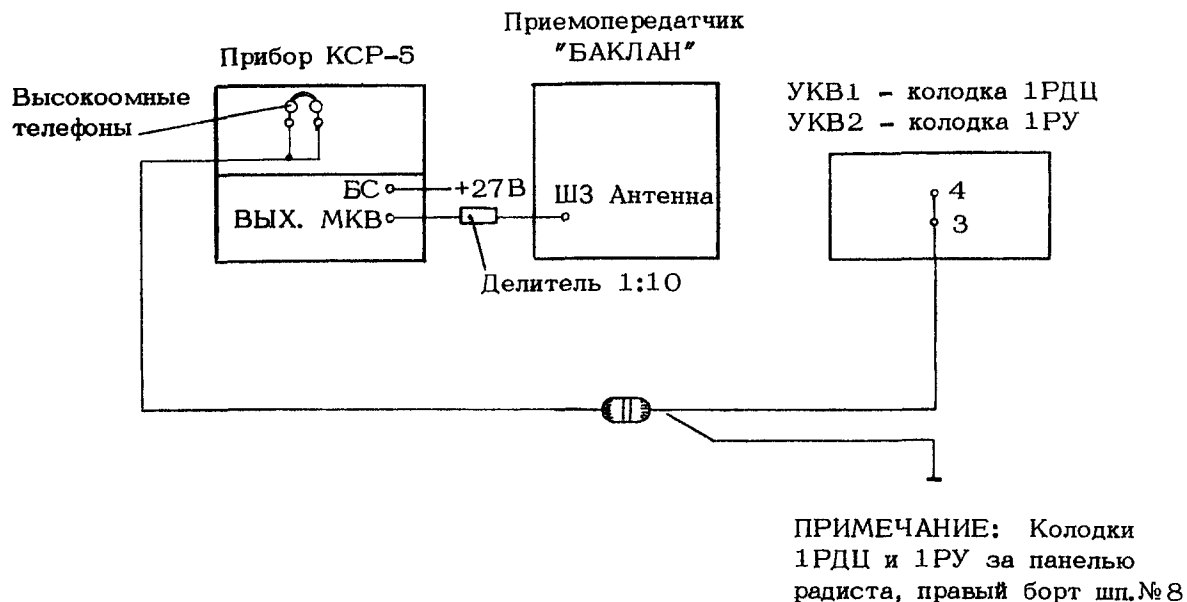 Приемопередатчик
"БАКЛАН"
Прибор КСР-5
Высокоомные
телефоны
УКВ1 - колодка 1РДЦ
УКВ2 - колодка 1РУ
БС
+27В
ВЫХ. МКВ
Ш3 Антенна
4
3
Делитель 1:10
ПРИМЕЧАНИЕ: Колодки
1РДЦ и 1РУ за панелью
радиста, правый борт шп.№8